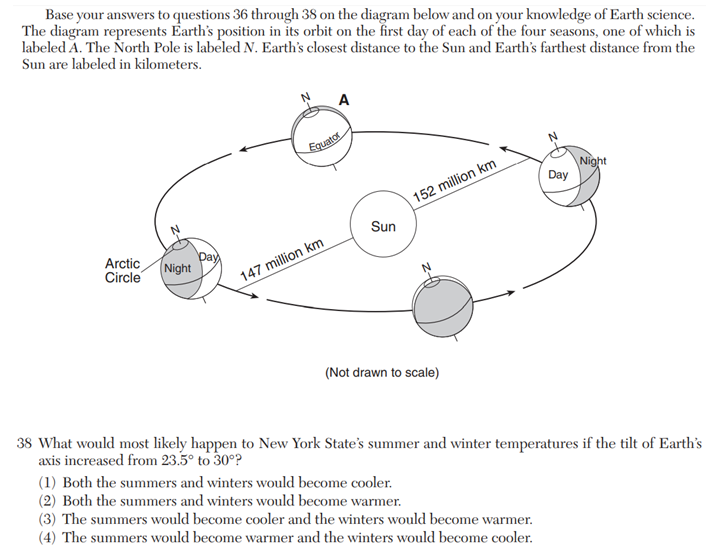 Base your answers to questions 36 through 38 on the diagram below and on your knowledge of Earth science.
The diagram represents Earth's position in its orbit on the first day of each of the four seasons, one of which is
labeled A. The North Pole is labeled N. Earth's closest distance to the Sun and Earth's farthest distance from the
Sun are labeled in kilometers.
N
A
Equator
N
Night
Day
152 million km
Sun
N
Day
Night
Arctic
Circle
147 million km
N
(Not drawn to scale)
38 What would most likely happen to New York State's summer and winter temperatures if the tilt of Earth's
axis increased from 23.5° to 30°?
(1) Both the summers and winters would become cooler.
(2) Both the summers and winters would become warmer.
(3) The summers would become cooler and the winters would become warmer.
(4) The summers would become warmer and the winters would become cooler.